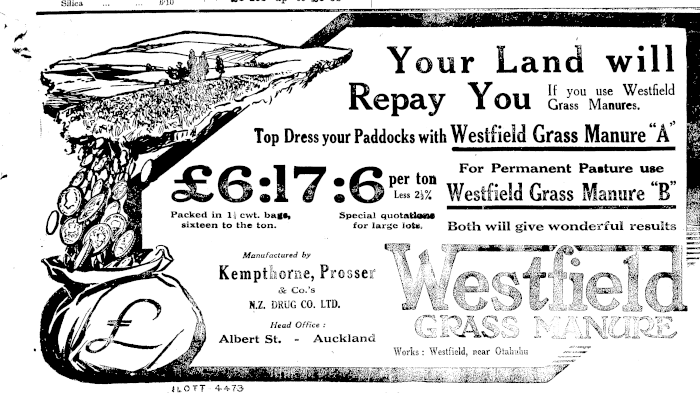 Silica ... ... 6/10
Your Land will
Repay You
If you use Westfield
Grass Manures.
Top Dress your Paddocks with Westfield Grass Manure "A"
£6:17:6 per ton
Less 2½%
Packed in 1¼ cwt. bags,
sixteen to the ton.
Special quotations
for large lots.
For Permanent Pasture use
Westfield Grass Manure "B"
Both will give wonderful results
Manufactured by
Kempthorne, Prosser
& Co.'s
N.Z. DRUG CO. LTD.
Head Office :
Albert St. - Auckland
Westfield
GRASS MANURE
Works : Westfield, near Otahuhu
£
ILOTT 4473